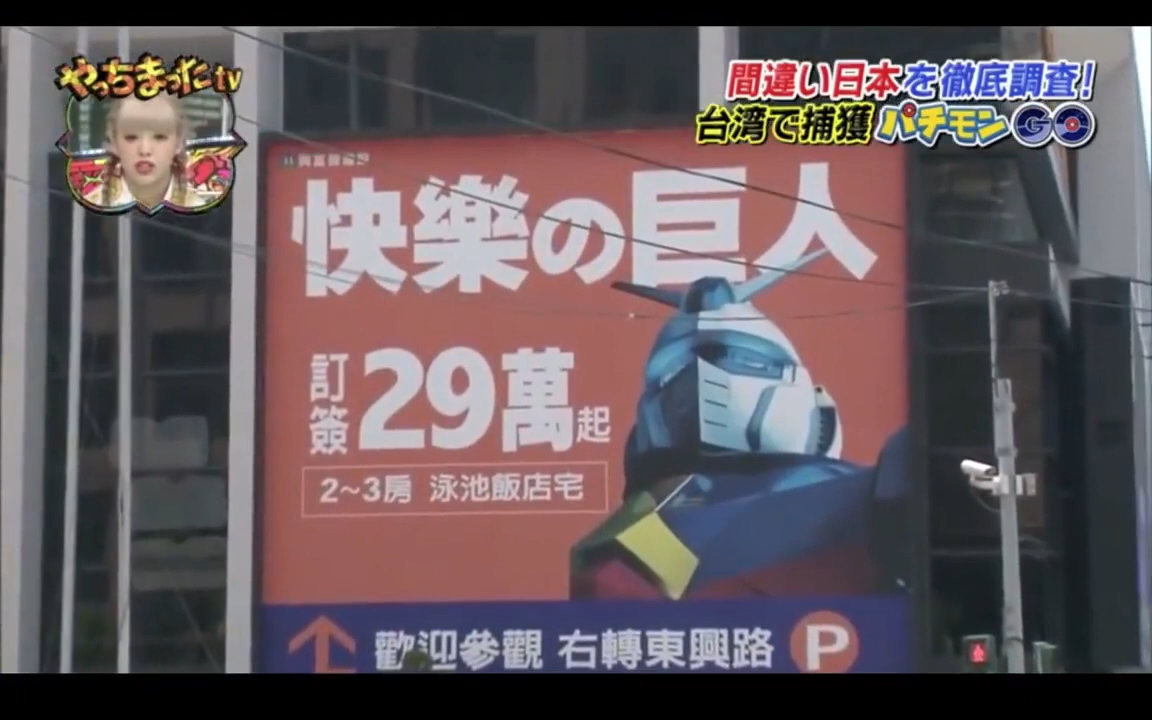 やっちまったtv
間違い日本を徹底調査!
台湾で捕獲 パチモンGO
快樂の巨人
訂簽29萬起
2~3房 泳池飯店宅
歡迎參觀 右轉東興路 P